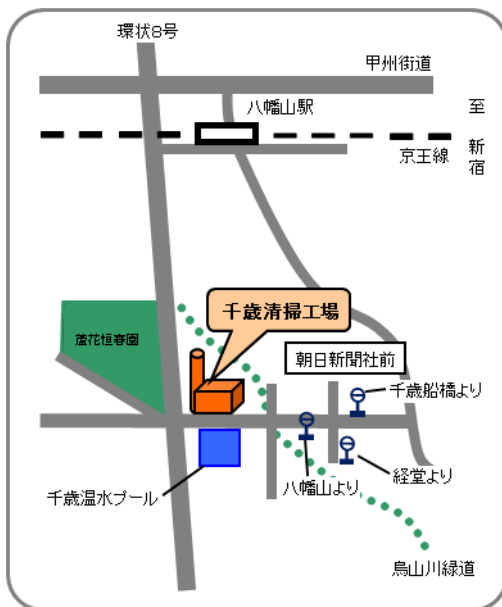 環状8号
甲州街道
八幡山駅
至
新宿
京王線
千歳清掃工場
蘆花恒春園
朝日新聞社前
千歳船橋より
八幡山より
経堂より
千歳温水プール
烏山川緑道